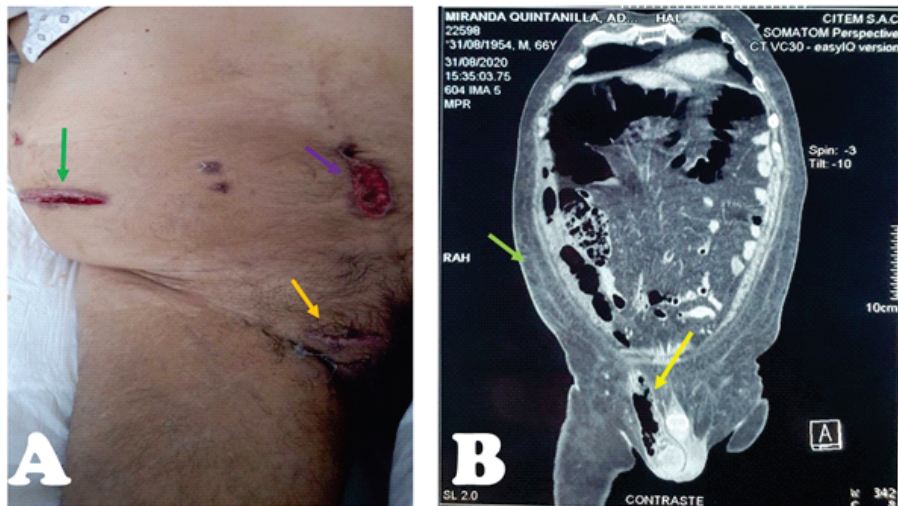 A
MIRANDA QUINTANILLA, AD... HAL
22598
*31/08/1954, M, 66Y
31/08/2020
15:35:03.75
604 IMA 5
MPR
CITEM S.A.C
SOMATOM Perspective
CT VC30 - easyIQ version
Spin: -3
Tilt: -10
RAH
10cm
A
B
SL 2.0
CONTRASTE
W 342